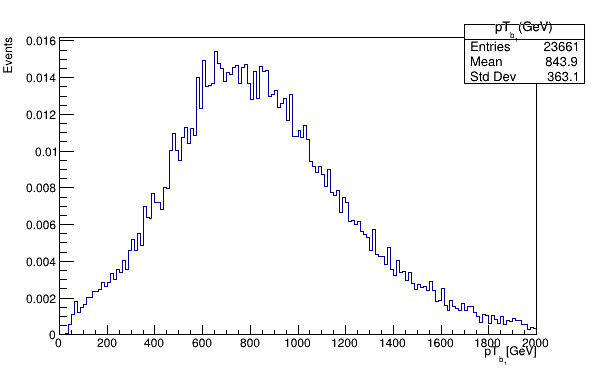 pT_b_1 (GeV)
Entries 23661
Mean 843.9
Std Dev 363.1
Events
0.016
0.014
0.012
0.01
0.008
0.006
0.004
0.002
0
0 200 400 600 800 1000 1200 1400 1600 1800 2000
pT_b_1 [GeV]